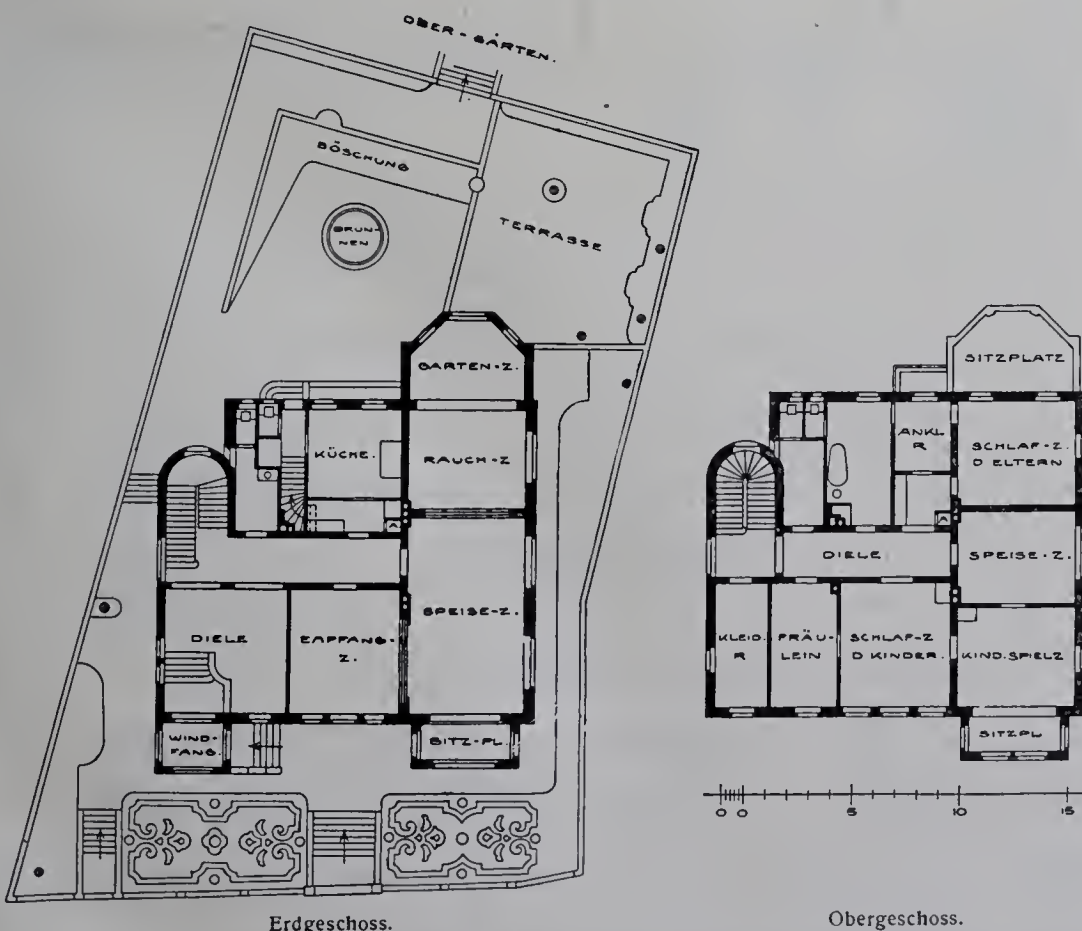 OBER-GÄRTEN.
BÖSCHUNG
BRUN-
NEN
TERRASSE
GARTEN-Z.
KÜCHE.
RAUCH-Z
DIELE
EMPFANG-
Z.
SPEISE-Z.
WIND-
FANG.
SITZ-PL.
Erdgeschoss.
SITZPLATZ
ANKL
R
SCHLAF-Z.
D ELTERN
DIELE
SPEISE-Z.
KLEID.
R
FRÄU-
LEIN
SCHLAF-Z
D KINDER.
KIND.SPIELZ
SITZPL
0 0 5 10 15
Obergeschoss.